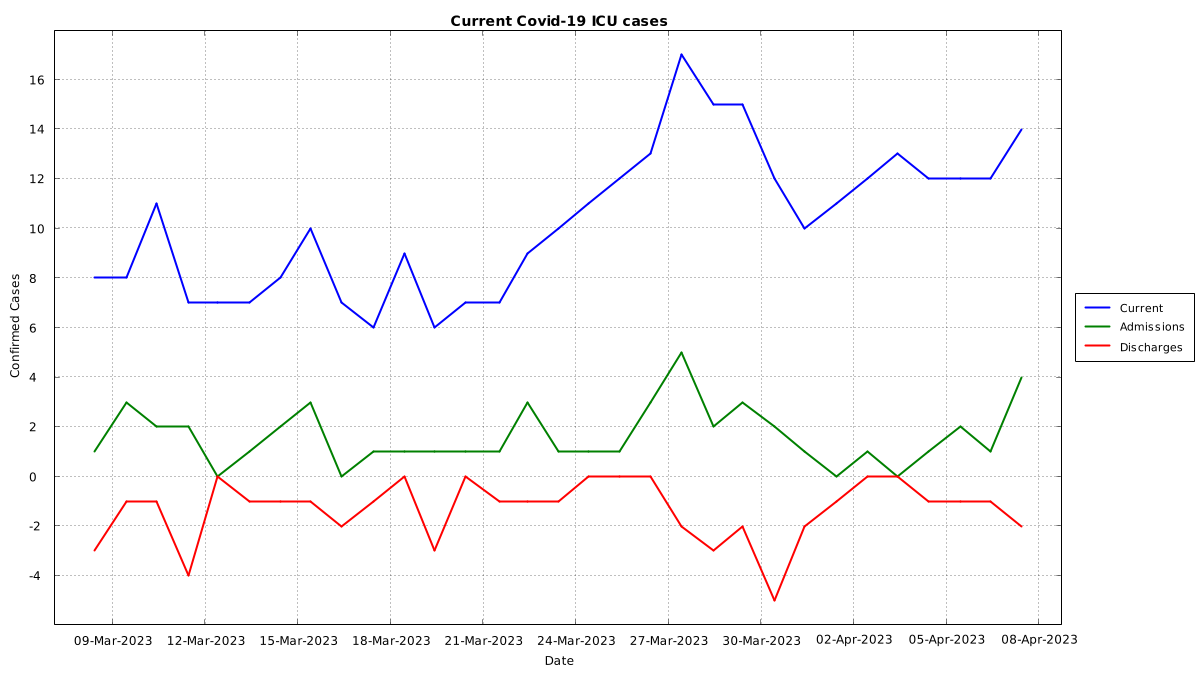 Current Covid-19 ICU cases
16
14
12
10
8
6
4
2
0
-2
-4
Confirmed Cases
09-Mar-2023 12-Mar-2023 15-Mar-2023 18-Mar-2023 21-Mar-2023 24-Mar-2023 27-Mar-2023 30-Mar-2023 02-Apr-2023 05-Apr-2023 08-Apr-2023
Date
Current
Admissions
Discharges